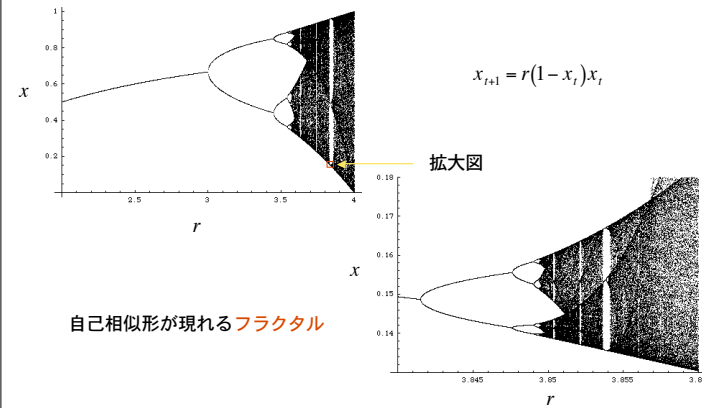 1
0.8
x
0.6
0.4
0.2
2.5 3 3.5 4
r
x_{t+1} = r(1 − x_t)x_t
拡大図
0.18
0.17
0.16
x
0.15
0.14
3.845 3.85 3.855 3.8
r
自己相似形が現れるフラクタル